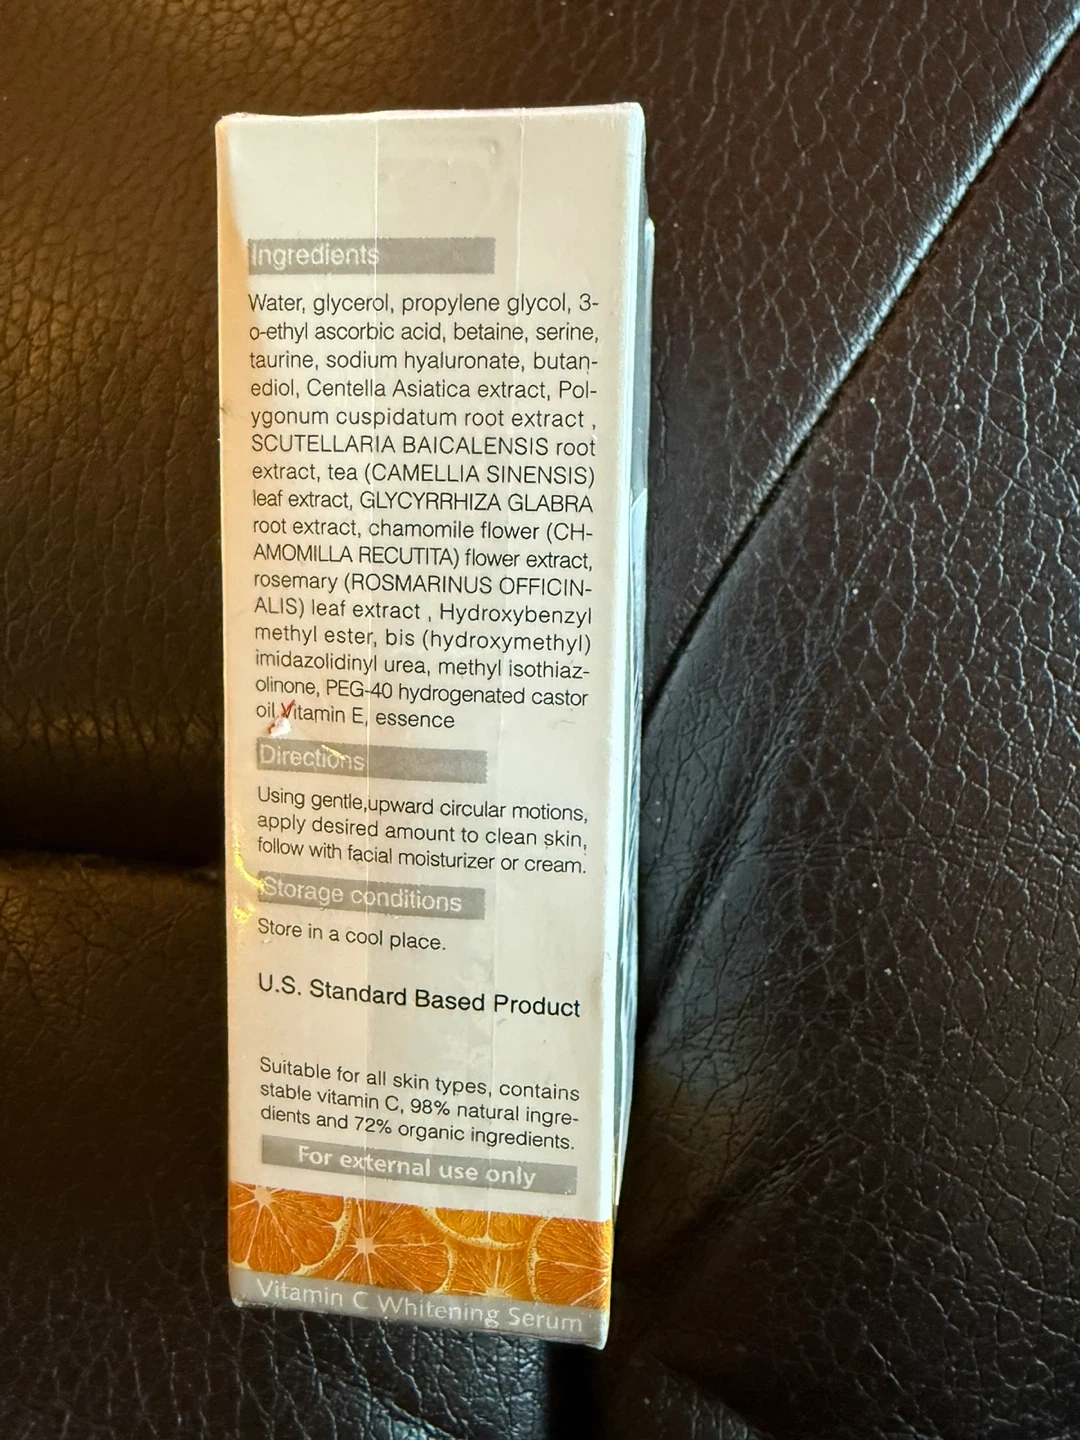 Ingredients
Water, glycerol, propylene glycol, 3-
o-ethyl ascorbic acid, betaine, serine,
taurine, sodium hyaluronate, butan-
ediol, Centella Asiatica extract, Pol-
ygonum cuspidatum root extract ,
SCUTELLARIA BAICALENSIS root
extract, tea (CAMELLIA SINENSIS)
leaf extract, GLYCYRRHIZA GLABRA
root extract, chamomile flower (CH-
AMOMILLA RECUTITA) flower extract,
rosemary (ROSMARINUS OFFICIN-
ALIS) leaf extract , Hydroxybenzyl
methyl ester, bis (hydroxymethyl)
imidazolidinyl urea, methyl isothiaz-
olinone, PEG-40 hydrogenated castor
oil,Vitamin E, essence
Directions
Using gentle,upward circular motions,
apply desired amount to clean skin,
follow with facial moisturizer or cream.
Storage conditions
Store in a cool place.
U.S. Standard Based Product
Suitable for all skin types, contains
stable vitamin C, 98% natural ingre-
dients and 72% organic ingredients.
For external use only
Vitamin C Whitening Serum